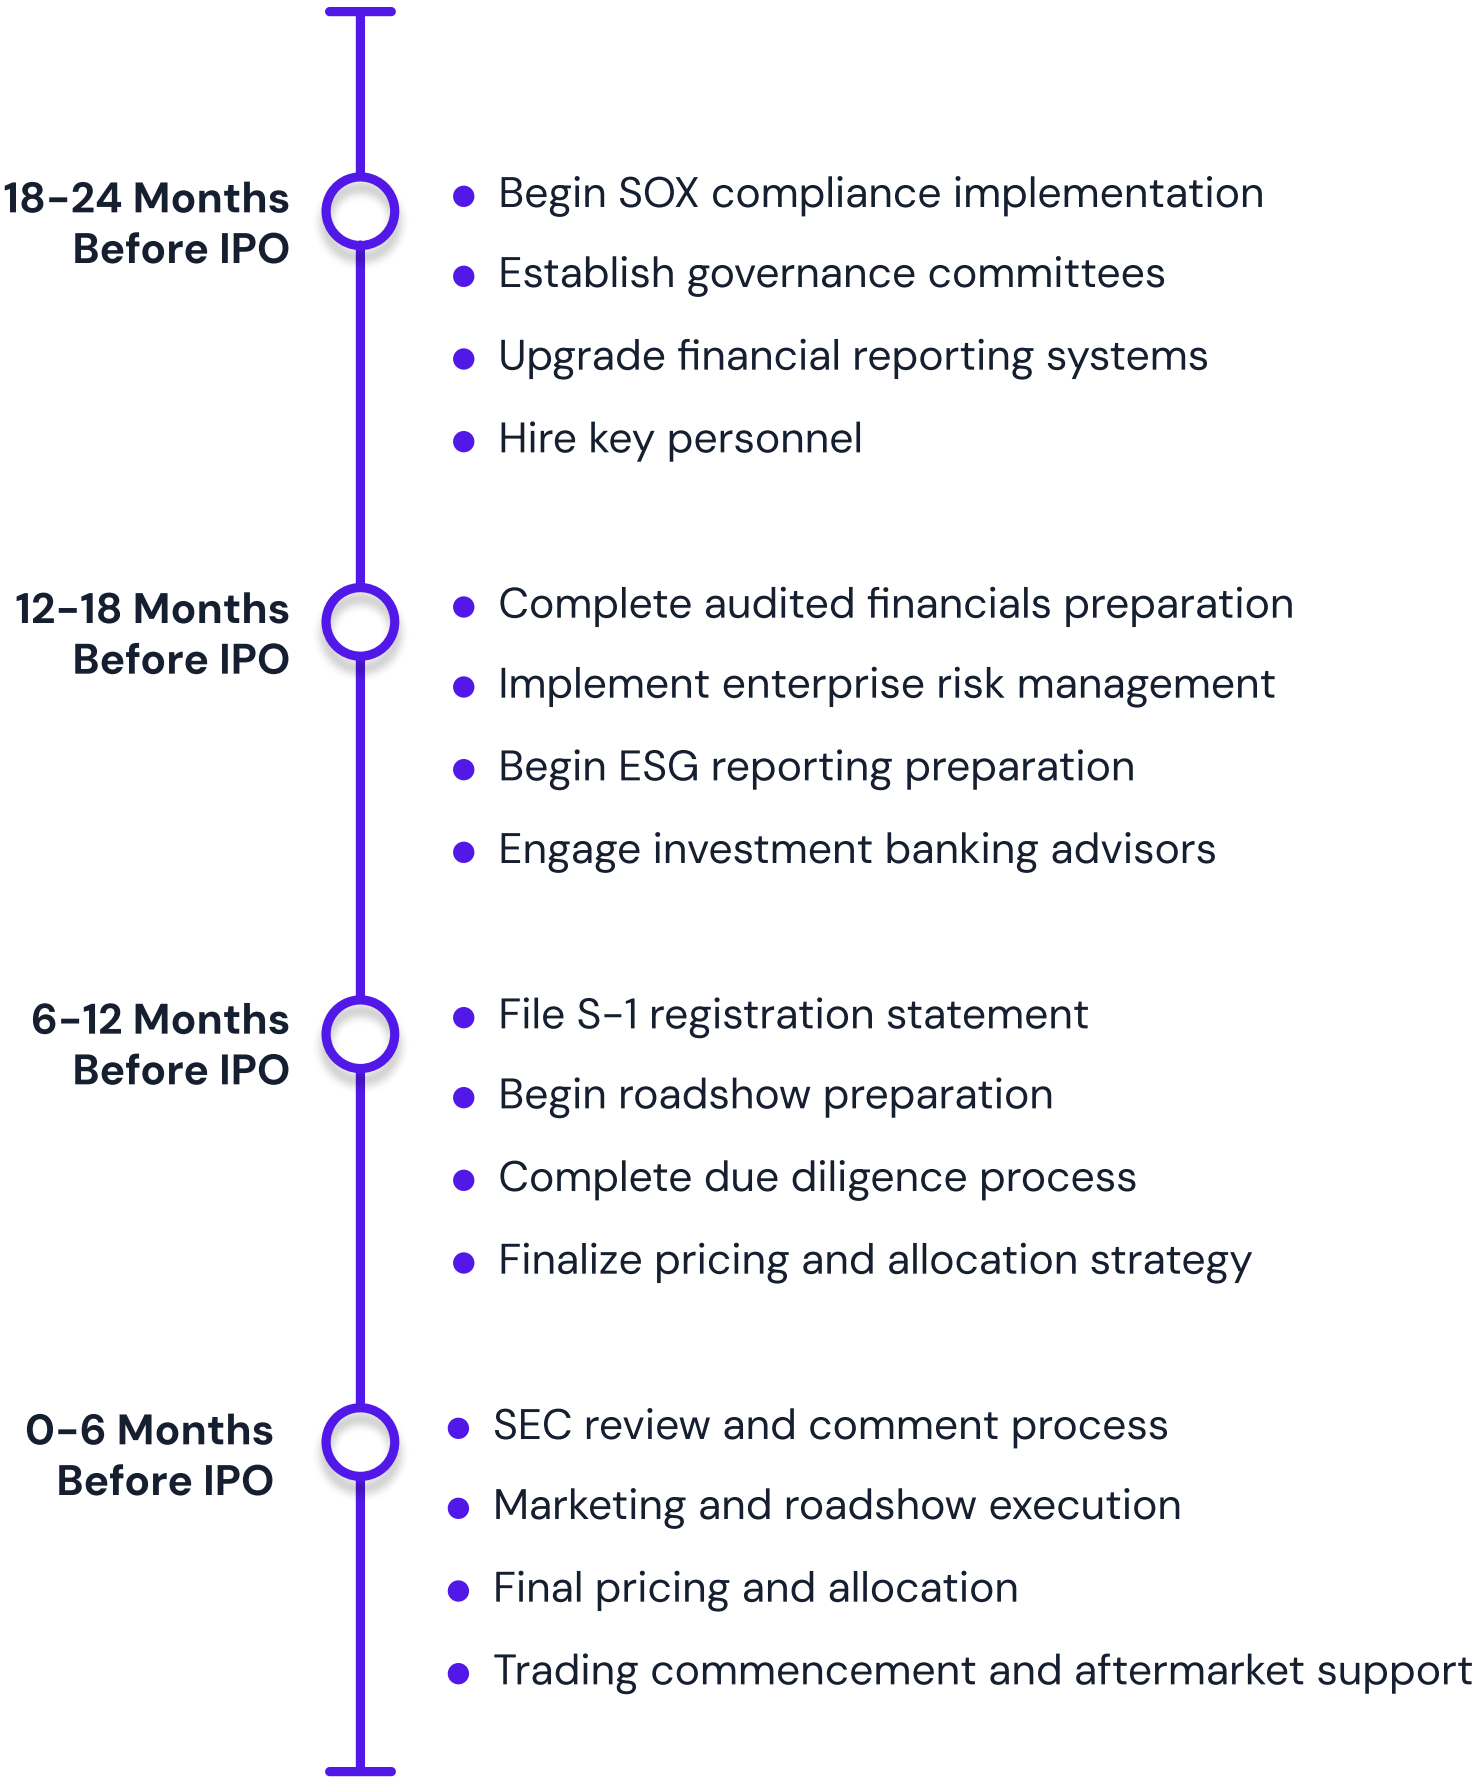 18–24 Months
Before IPO
Begin SOX compliance implementation
Establish governance committees
Upgrade financial reporting systems
Hire key personnel
12–18 Months
Before IPO
Complete audited financials preparation
Implement enterprise risk management
Begin ESG reporting preparation
Engage investment banking advisors
6–12 Months
Before IPO
File S-1 registration statement
Begin roadshow preparation
Complete due diligence process
Finalize pricing and allocation strategy
0–6 Months
Before IPO
SEC review and comment process
Marketing and roadshow execution
Final pricing and allocation
Trading commencement and aftermarket support